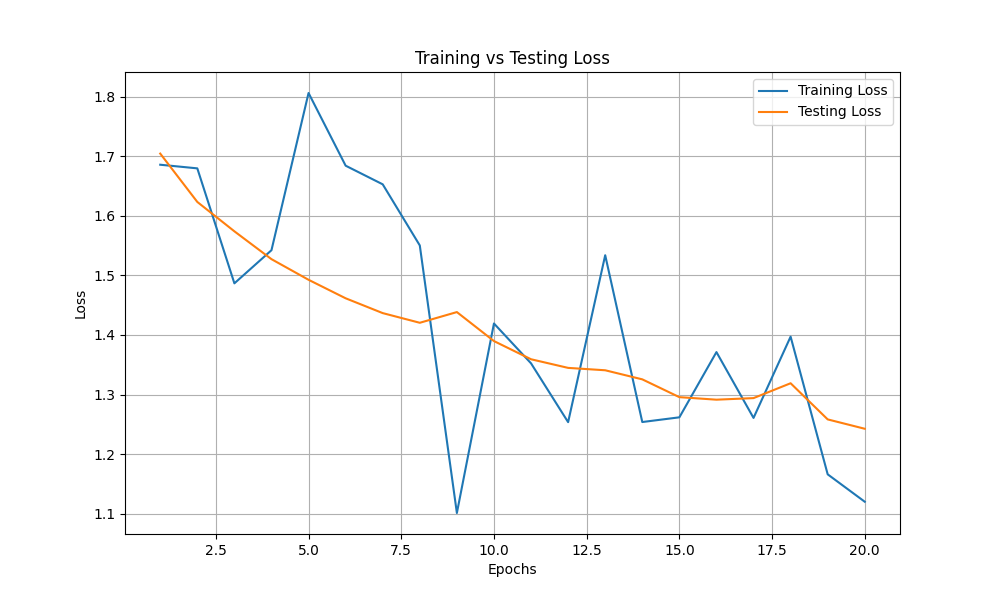 Training vs Testing Loss
Training Loss
Testing Loss
1.8
1.7
1.6
1.5
1.4
1.3
1.2
1.1
Loss
2.5 5.0 7.5 10.0 12.5 15.0 17.5 20.0
Epochs